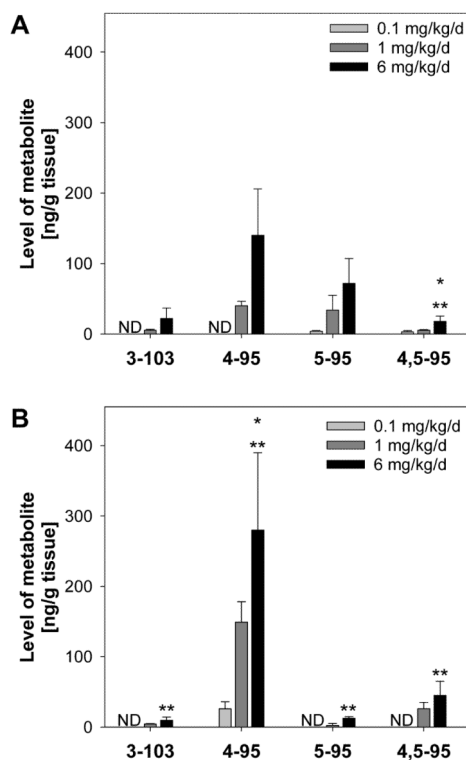 A
0.1 mg/kg/d
1 mg/kg/d
6 mg/kg/d
Level of metabolite
[ng/g tissue]
400
300
200
100
0
*
**
ND
ND
3-103
4-95
5-95
4,5-95
B
0.1 mg/kg/d
1 mg/kg/d
6 mg/kg/d
Level of metabolite
[ng/g tissue]
400
300
200
100
0
*
**
**
**
**
ND
ND
ND
3-103
4-95
5-95
4,5-95